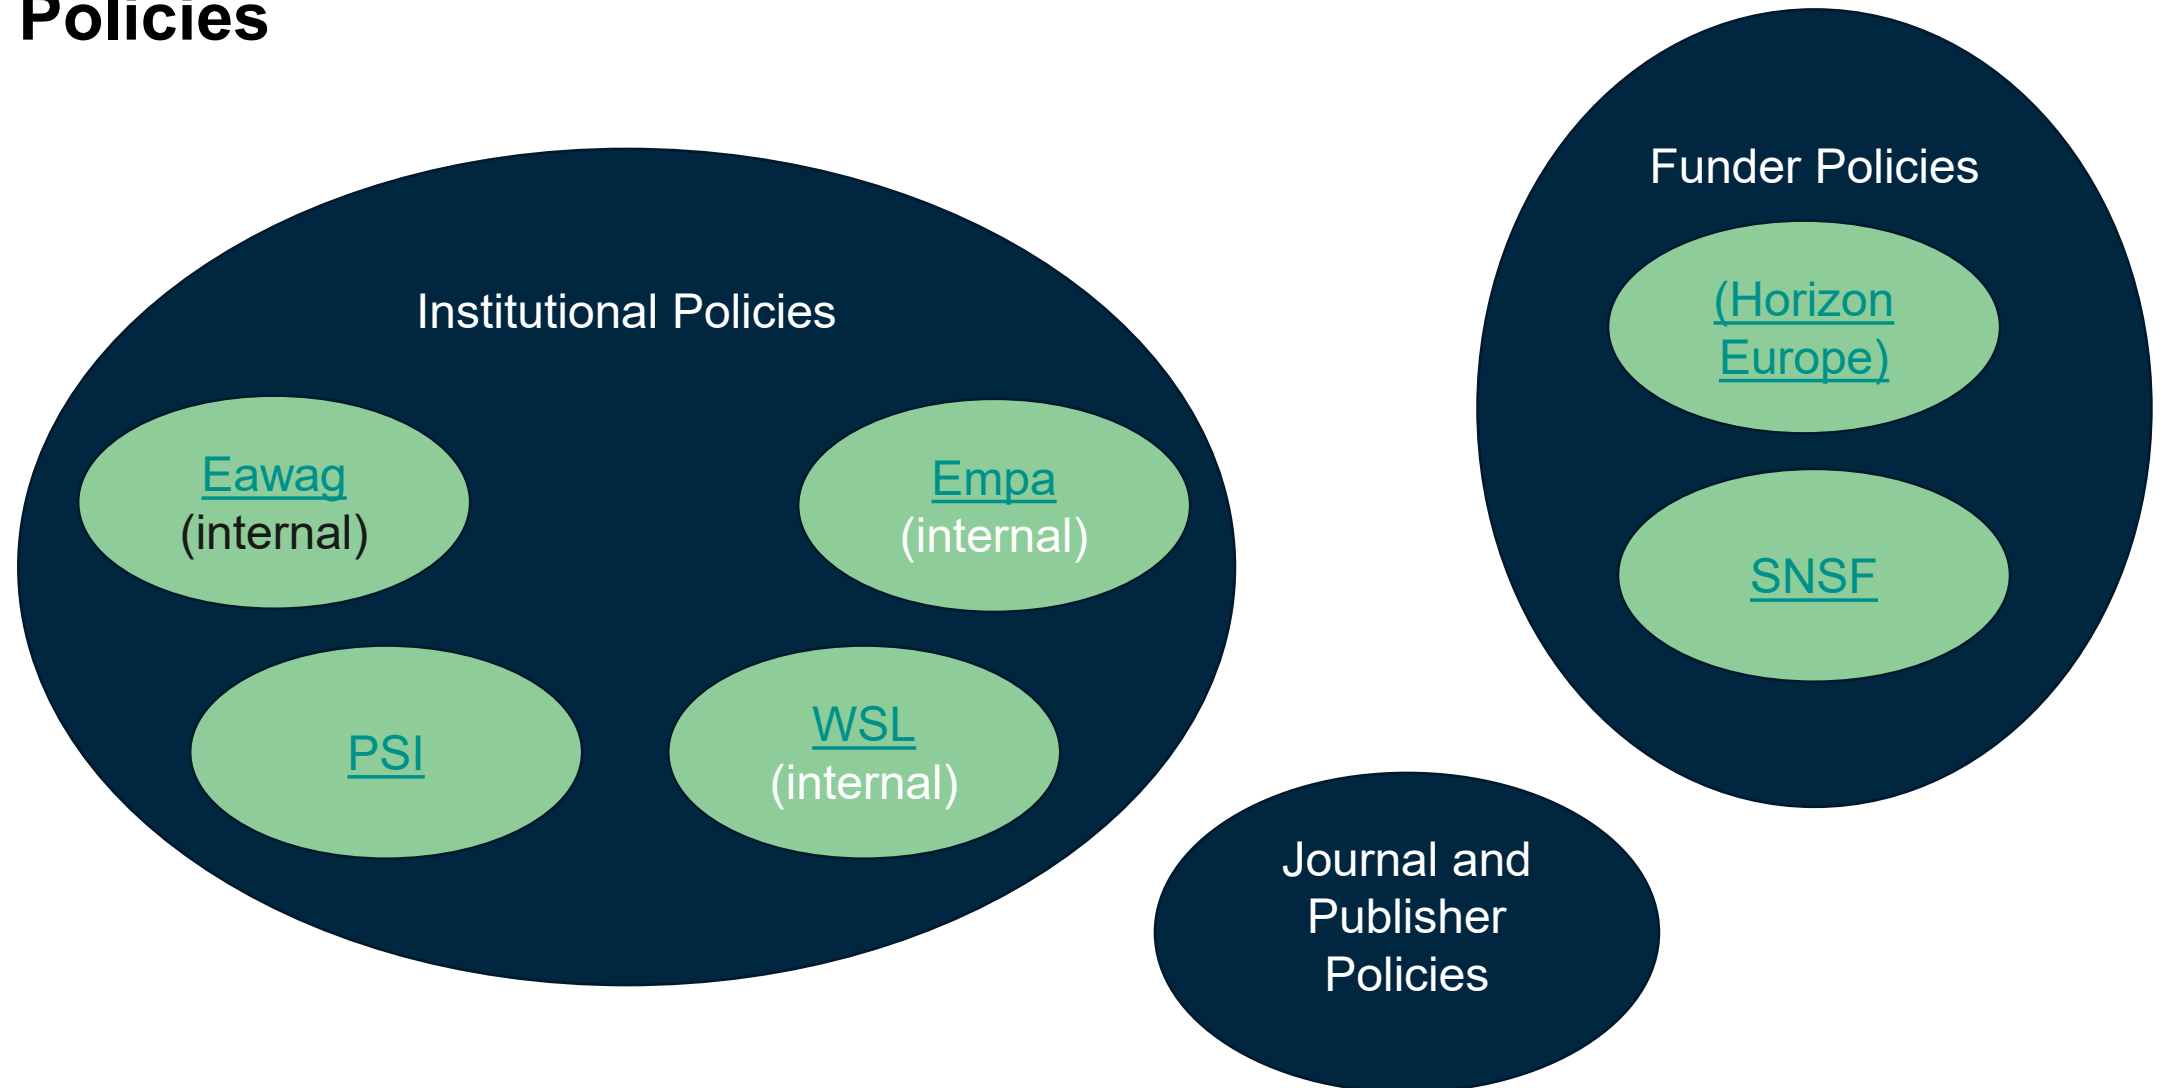 Policies
Institutional Policies
Eawag
(internal)
Empa
(internal)
PSI
WSL
(internal)
Funder Policies
(Horizon
Europe)
SNSF
Journal and
Publisher
Policies